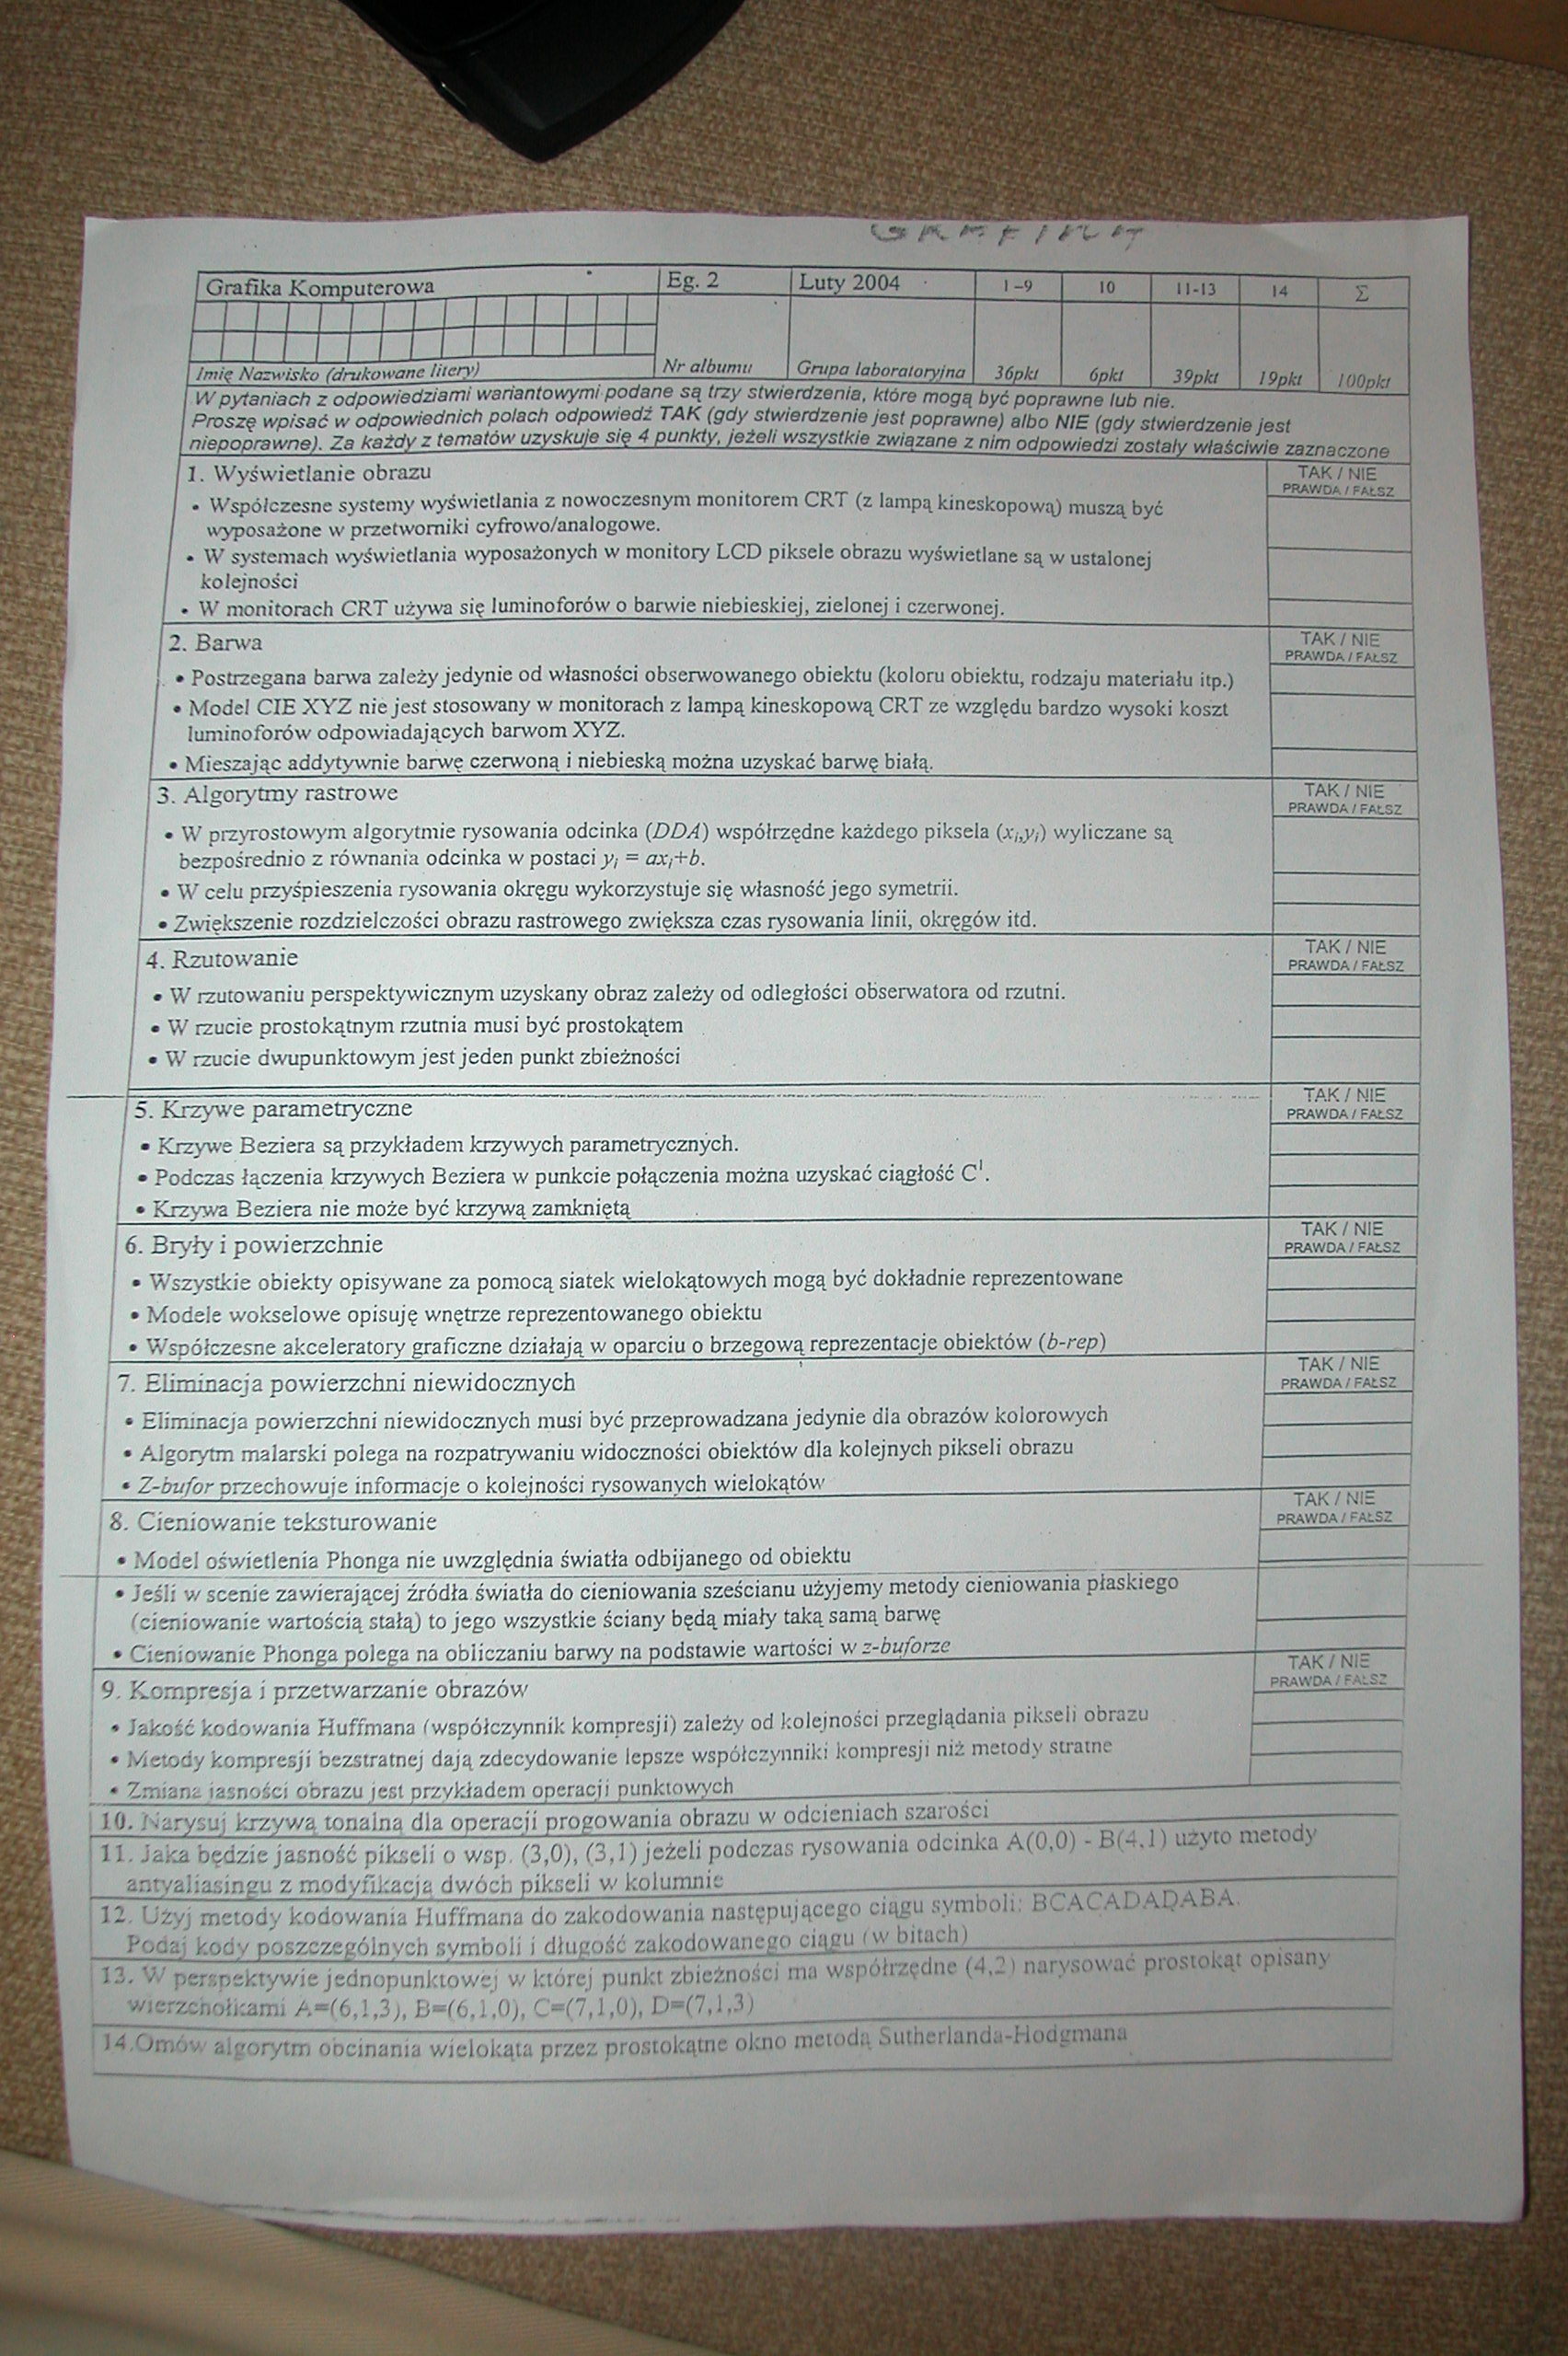 GRAFIKA
Grafika Komputerowa Eg. 2 Luty 2004 1-9 10 11-13 14 Σ
Imię Nazwisko (drukowane litery) Nr albumu Grupa laboratoryjna 36pkt 6pkt 39pkt 19pkt 100pkt
W pytaniach z odpowiedziami wariantowymi podane są trzy stwierdzenia, które mogą być poprawne lub nie.
Proszę wpisać w odpowiednich polach odpowiedź TAK (gdy stwierdzenie jest poprawne) albo NIE (gdy stwierdzenie jest
niepoprawne). Za każdy z tematów uzyskuje się 4 punkty, jeżeli wszystkie związane z nim odpowiedzi zostały właściwie zaznaczone
1. Wyświetlanie obrazu TAK / NIE
PRAWDA / FAŁSZ
• Współczesne systemy wyświetlania z nowoczesnym monitorem CRT (z lampą kineskopową) muszą być
wyposażone w przetworniki cyfrowo/analogowe.
• W systemach wyświetlania wyposażonych w monitory LCD piksele obrazu wyświetlane są w ustalonej
kolejności
• W monitorach CRT używa się luminoforów o barwie niebieskiej, zielonej i czerwonej.
2. Barwa TAK / NIE
PRAWDA / FAŁSZ
• Postrzegana barwa zależy jedynie od własności obserwowanego obiektu (koloru obiektu, rodzaju materiału itp.)
• Model CIE XYZ nie jest stosowany w monitorach z lampą kineskopową CRT ze względu bardzo wysoki koszt
luminoforów odpowiadających barwom XYZ.
• Mieszając addytywnie barwę czerwoną i niebieską można uzyskać barwę białą.
3. Algorytmy rastrowe TAK / NIE
PRAWDA / FAŁSZ
• W przyrostowym algorytmie rysowania odcinka (DDA) współrzędne każdego piksela (xi,yi) wyliczane są
bezpośrednio z równania odcinka w postaci yi = axi+b.
• W celu przyśpieszenia rysowania okręgu wykorzystuje się własność jego symetrii.
• Zwiększenie rozdzielczości obrazu rastrowego zwiększa czas rysowania linii, okręgów itd.
4. Rzutowanie TAK / NIE
PRAWDA / FAŁSZ
• W rzutowaniu perspektywicznym uzyskany obraz zależy od odległości obserwatora od rzutni.
• W rzucie prostokątnym rzutnia musi być prostokątem
• W rzucie dwupunktowym jest jeden punkt zbieżności
5. Krzywe parametryczne TAK / NIE
PRAWDA / FAŁSZ
• Krzywe Beziera są przykładem krzywych parametrycznych.
• Podczas łączenia krzywych Beziera w punkcie połączenia można uzyskać ciągłość C¹.
• Krzywa Beziera nie może być krzywą zamkniętą
6. Bryły i powierzchnie TAK / NIE
PRAWDA / FAŁSZ
• Wszystkie obiekty opisywane za pomocą siatek wielokątowych mogą być dokładnie reprezentowane
• Modele wokselowe opisuję wnętrze reprezentowanego obiektu
• Współczesne akceleratory graficzne działają w oparciu o brzegową reprezentacje obiektów (b-rep)
7. Eliminacja powierzchni niewidocznych TAK / NIE
PRAWDA / FAŁSZ
• Eliminacja powierzchni niewidocznych musi być przeprowadzana jedynie dla obrazów kolorowych
• Algorytm malarski polega na rozpatrywaniu widoczności obiektów dla kolejnych pikseli obrazu
• Z-bufor przechowuje informacje o kolejności rysowanych wielokątów
8. Cieniowanie teksturowanie TAK / NIE
PRAWDA / FAŁSZ
• Model oświetlenia Phonga nie uwzględnia światła odbijanego od obiektu
• Jeśli w scenie zawierającej źródła światła do cieniowania sześcianu użyjemy metody cieniowania płaskiego
(cieniowanie wartością stałą) to jego wszystkie ściany będą miały taką samą barwę
• Cieniowanie Phonga polega na obliczaniu barwy na podstawie wartości w z-buforze
9. Kompresja i przetwarzanie obrazów TAK / NIE
PRAWDA / FAŁSZ
• Jakość kodowania Huffmana (współczynnik kompresji) zależy od kolejności przeglądania pikseli obrazu
• Metody kompresji bezstratnej dają zdecydowanie lepsze współczynniki kompresji niż metody stratne
• Zmiana jasności obrazu jest przykładem operacji punktowych
10. Narysuj krzywą tonalną dla operacji progowania obrazu w odcieniach szarości
11. Jaka będzie jasność pikseli o wsp. (3,0), (3,1) jeżeli podczas rysowania odcinka A(0,0) - B(4,1) użyto metody
antyaliasingu z modyfikacją dwóch pikseli w kolumnie
12. Użyj metody kodowania Huffmana do zakodowania następującego ciągu symboli: BCACADADABA.
Podaj kody poszczególnych symboli i długość zakodowanego ciągu (w bitach)
13. W perspektywie jednopunktowej w której punkt zbieżności ma współrzędne (4,2) narysować prostokąt opisany
wierzchołkami A=(6,1,3), B=(6,1,0), C=(7,1,0), D=(7,1,3)
14.Omów algorytm obcinania wielokąta przez prostokątne okno metodą Sutherlanda-Hodgmana